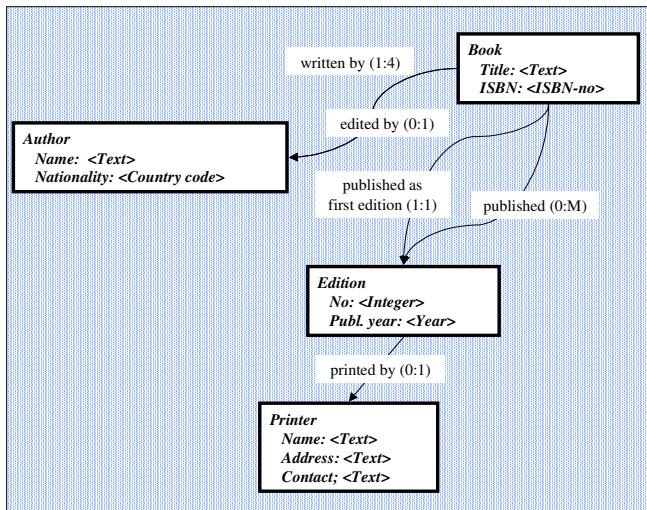 Book
Title: <Text>
ISBN: <ISBN-no>
written by (1:4)
edited by (0:1)
Author
Name: <Text>
Nationality: <Country code>
published as
first edition (1:1)
published (0:M)
Edition
No: <Integer>
Publ. year: <Year>
printed by (0:1)
Printer
Name: <Text>
Address: <Text>
Contact; <Text>